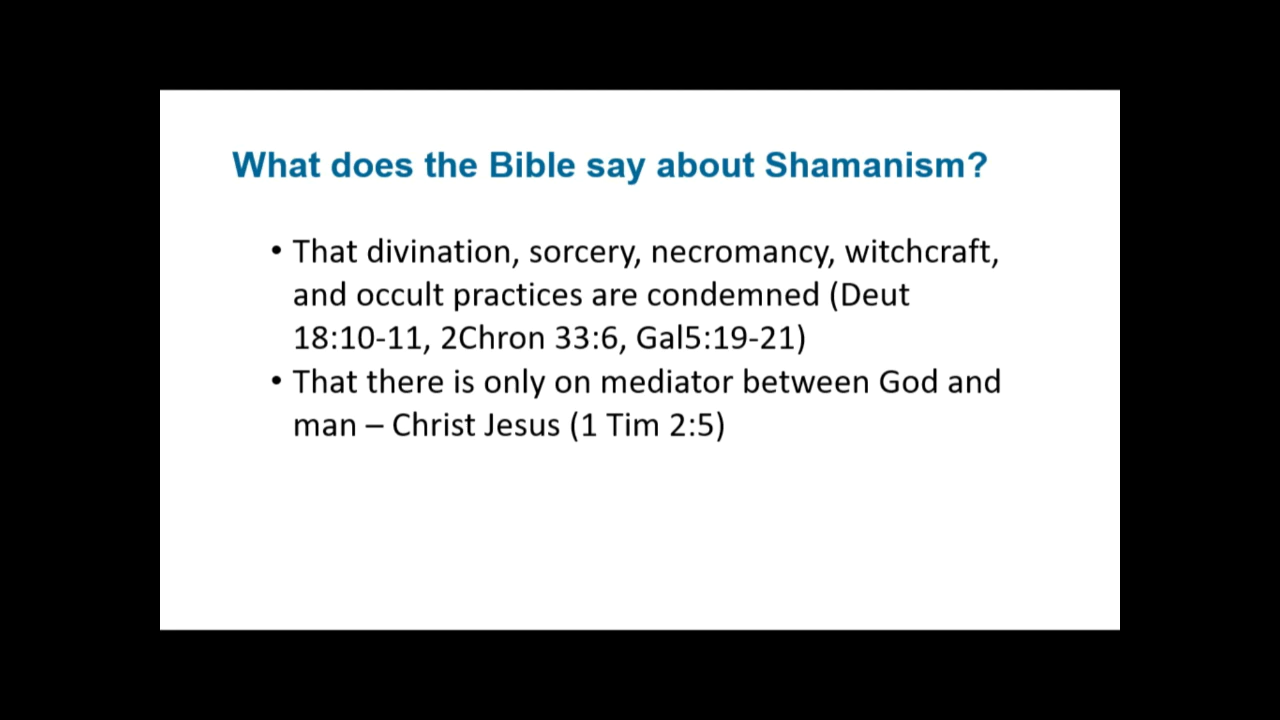 What does the Bible say about Shamanism?
• That divination, sorcery, necromancy, witchcraft,
and occult practices are condemned (Deut
18:10-11, 2Chron 33:6, Gal5:19-21)
• That there is only on mediator between God and
man – Christ Jesus (1 Tim 2:5)